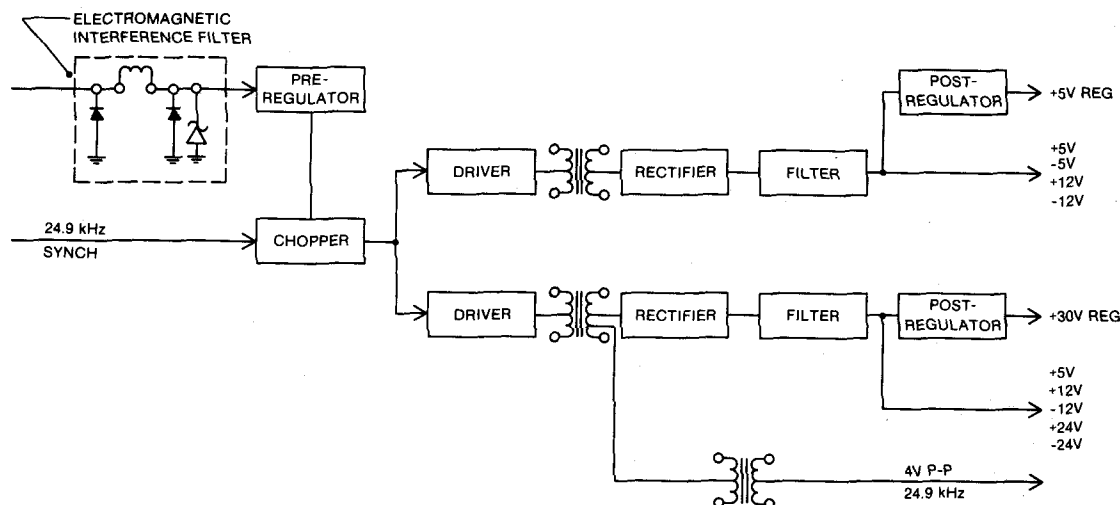 ELECTROMAGNETIC
INTERFERENCE FILTER
PRE-
REGULATOR
POST-
REGULATOR
+5V REG
DRIVER
RECTIFIER
FILTER
+5V
-5V
+12V
-12V
24.9 kHz
SYNCH
CHOPPER
DRIVER
RECTIFIER
FILTER
POST-
REGULATOR
+30V REG
+5V
+12V
-12V
+24V
-24V
4V P-P
24.9 kHz